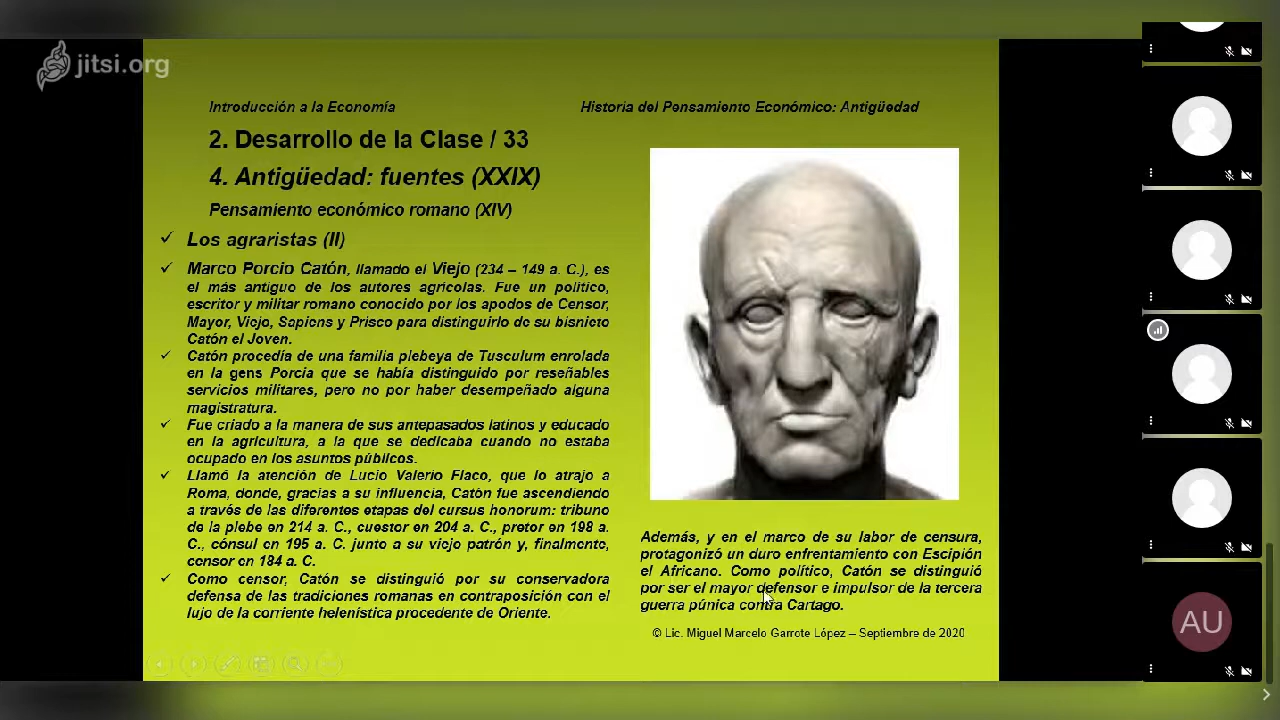 jitsi.org
Introducción a la Economía
Historia del Pensamiento Económico: Antigüedad
2. Desarrollo de la Clase / 33
4. Antigüedad: fuentes (XXIX)
Pensamiento económico romano (XIV)
✓ Los agraristas (II)
✓ Marco Porcio Catón, llamado el Viejo (234 – 149 a. C.), es
el más antiguo de los autores agrícolas. Fue un político,
escritor y militar romano conocido por los apodos de Censor,
Mayor, Viejo, Sapiens y Prisco para distinguirlo de su bisnieto
Catón el Joven.
✓ Catón procedía de una familia plebeya de Tusculum enrolada
en la gens Porcia que se había distinguido por reseñables
servicios militares, pero no por haber desempeñado alguna
magistratura.
✓ Fue criado a la manera de sus antepasados latinos y educado
en la agricultura, a la que se dedicaba cuando no estaba
ocupado en los asuntos públicos.
✓ Llamó la atención de Lucio Valerio Flaco, que lo atrajo a
Roma, donde, gracias a su influencia, Catón fue ascendiendo
a través de las diferentes etapas del cursus honorum: tribuno
de la plebe en 214 a. C., cuestor en 204 a. C., pretor en 198 a.
C., cónsul en 195 a. C. junto a su viejo patrón y, finalmente,
censor en 184 a. C.
✓ Como censor, Catón se distinguió por su conservadora
defensa de las tradiciones romanas en contraposición con el
lujo de la corriente helenística procedente de Oriente.
Además, y en el marco de su labor de censura,
protagonizó un duro enfrentamiento con Escipión
el Africano. Como político, Catón se distinguió
por ser el mayor defensor e impulsor de la tercera
guerra púnica contra Cartago.
© Lic. Miguel Marcelo Garrote López – Septiembre de 2020
AU